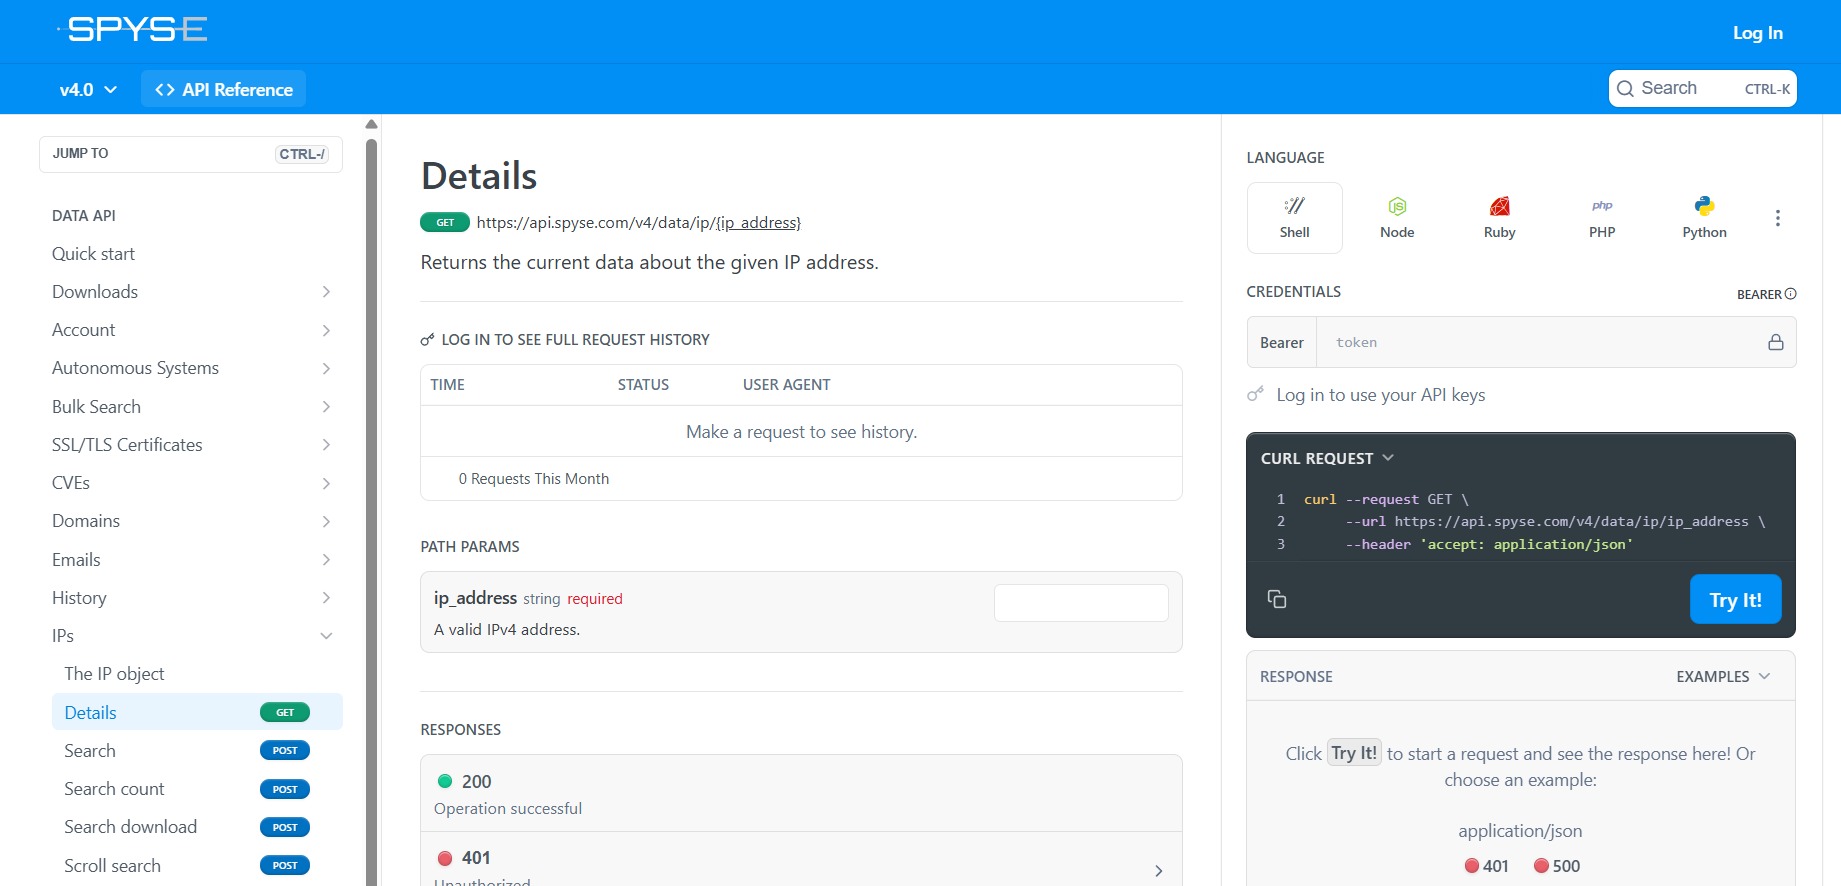 SPYSE
Log In
v4.0
<> API Reference
Search CTRL-K
JUMP TO CTRL-/
DATA API
Quick start
Downloads
Account
Autonomous Systems
Bulk Search
SSL/TLS Certificates
CVEs
Domains
Emails
History
IPs
The IP object
Details GET
Search POST
Search count POST
Search download POST
Scroll search POST
Details
GET https://api.spyse.com/v4/data/ip/{ip_address}
Returns the current data about the given IP address.
LOG IN TO SEE FULL REQUEST HISTORY
TIME STATUS USER AGENT
Make a request to see history.
0 Requests This Month
PATH PARAMS
ip_address string required
A valid IPv4 address.
RESPONSES
200
Operation successful
401
Unauthorized
LANGUAGE
Shell
Node
Ruby
php
PHP
Python
CREDENTIALS
BEARER
Bearer token
Log in to use your API keys
CURL REQUEST
1 curl --request GET \
2 --url https://api.spyse.com/v4/data/ip/ip_address \
3 --header 'accept: application/json'
Try It!
RESPONSE EXAMPLES
Click Try It! to start a request and see the response here! Or
choose an example:
application/json
401 500